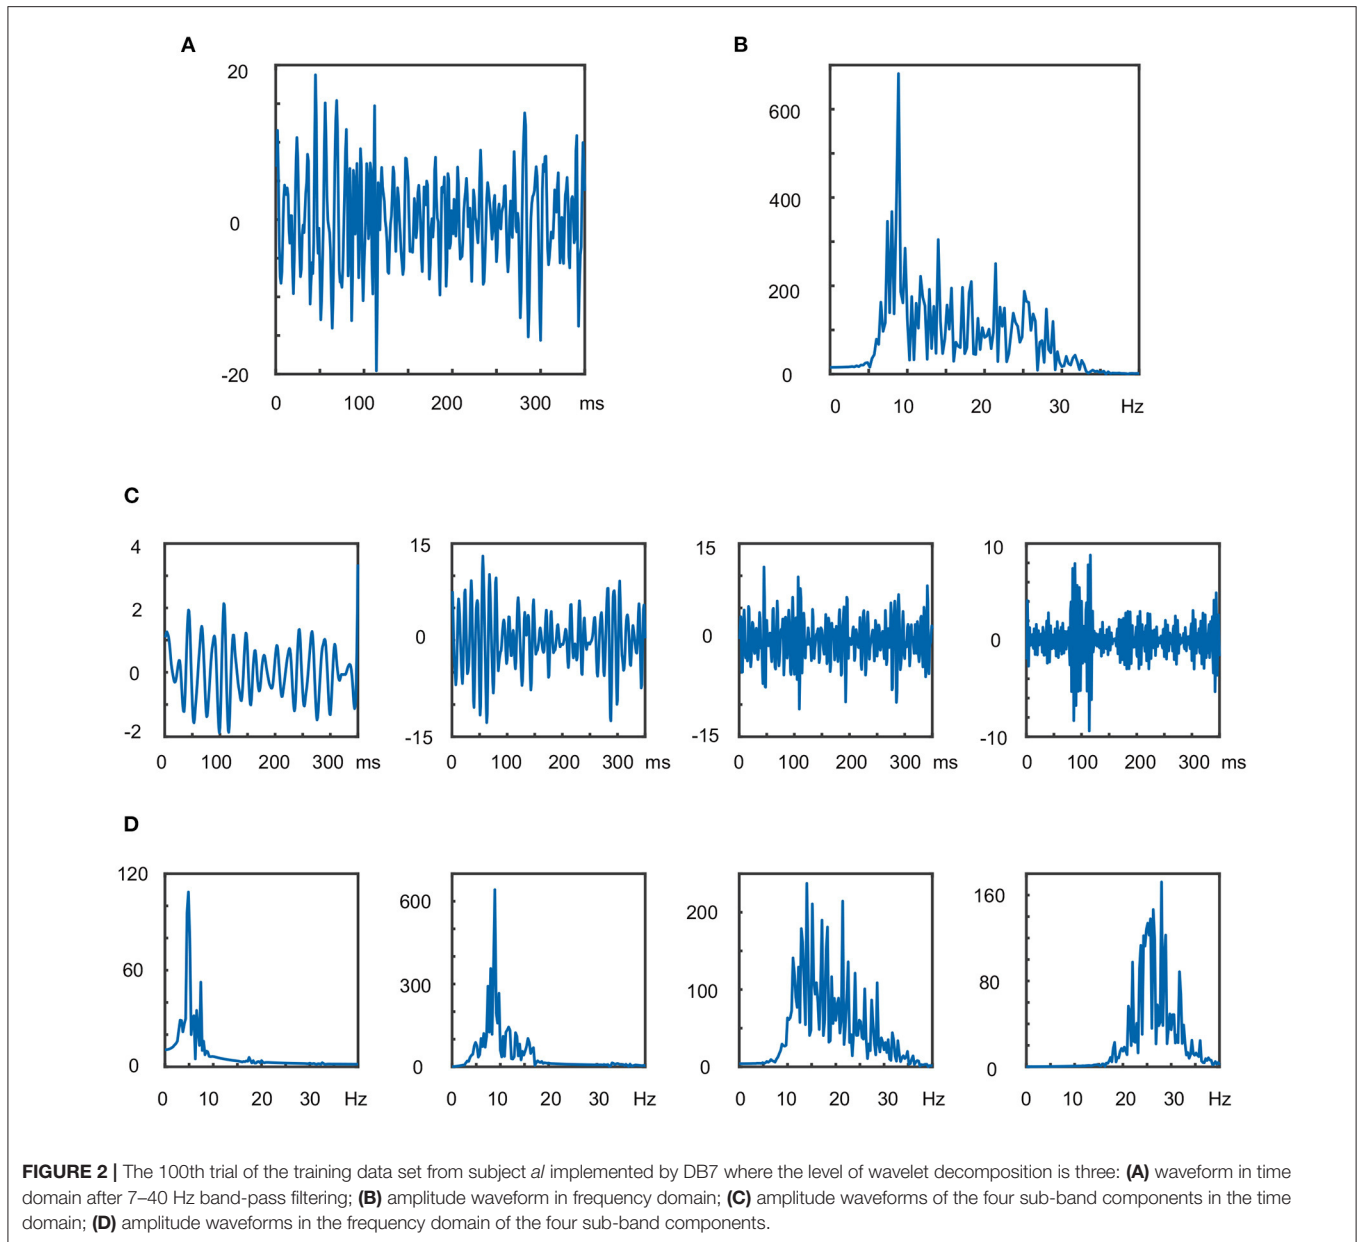 A
B
20
0
-20
0 100 200 300 ms
600
400
200
0
0 10 20 30 Hz
C
4
2
0
-2
0 100 200 300 ms
15
0
-15
0 100 200 300 ms
15
0
-15
0 100 200 300 ms
10
0
-10
0 100 200 300 ms
D
120
60
0
0 10 20 30 Hz
600
300
0
0 10 20 30 Hz
200
100
0
0 10 20 30 Hz
160
80
0
0 10 20 30 Hz
FIGURE 2 | The 100th trial of the training data set from subject al implemented by DB7 where the level of wavelet decomposition is three: (A) waveform in time
domain after 7–40 Hz band-pass filtering; (B) amplitude waveform in frequency domain; (C) amplitude waveforms of the four sub-band components in the time
domain; (D) amplitude waveforms in the frequency domain of the four sub-band components.